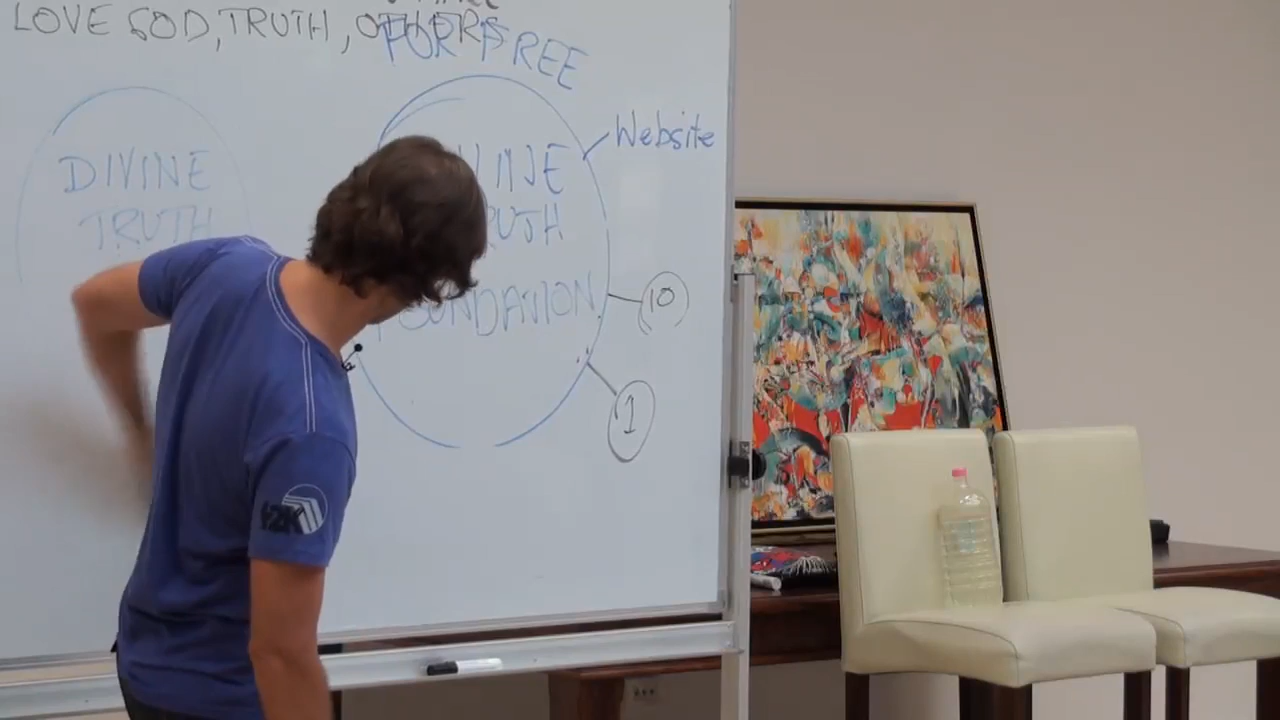 LOVE GOD, TRUTH, OTHERS
FOR FREE
Website
DIVINE
TRUTH
FOUNDATION
10
1